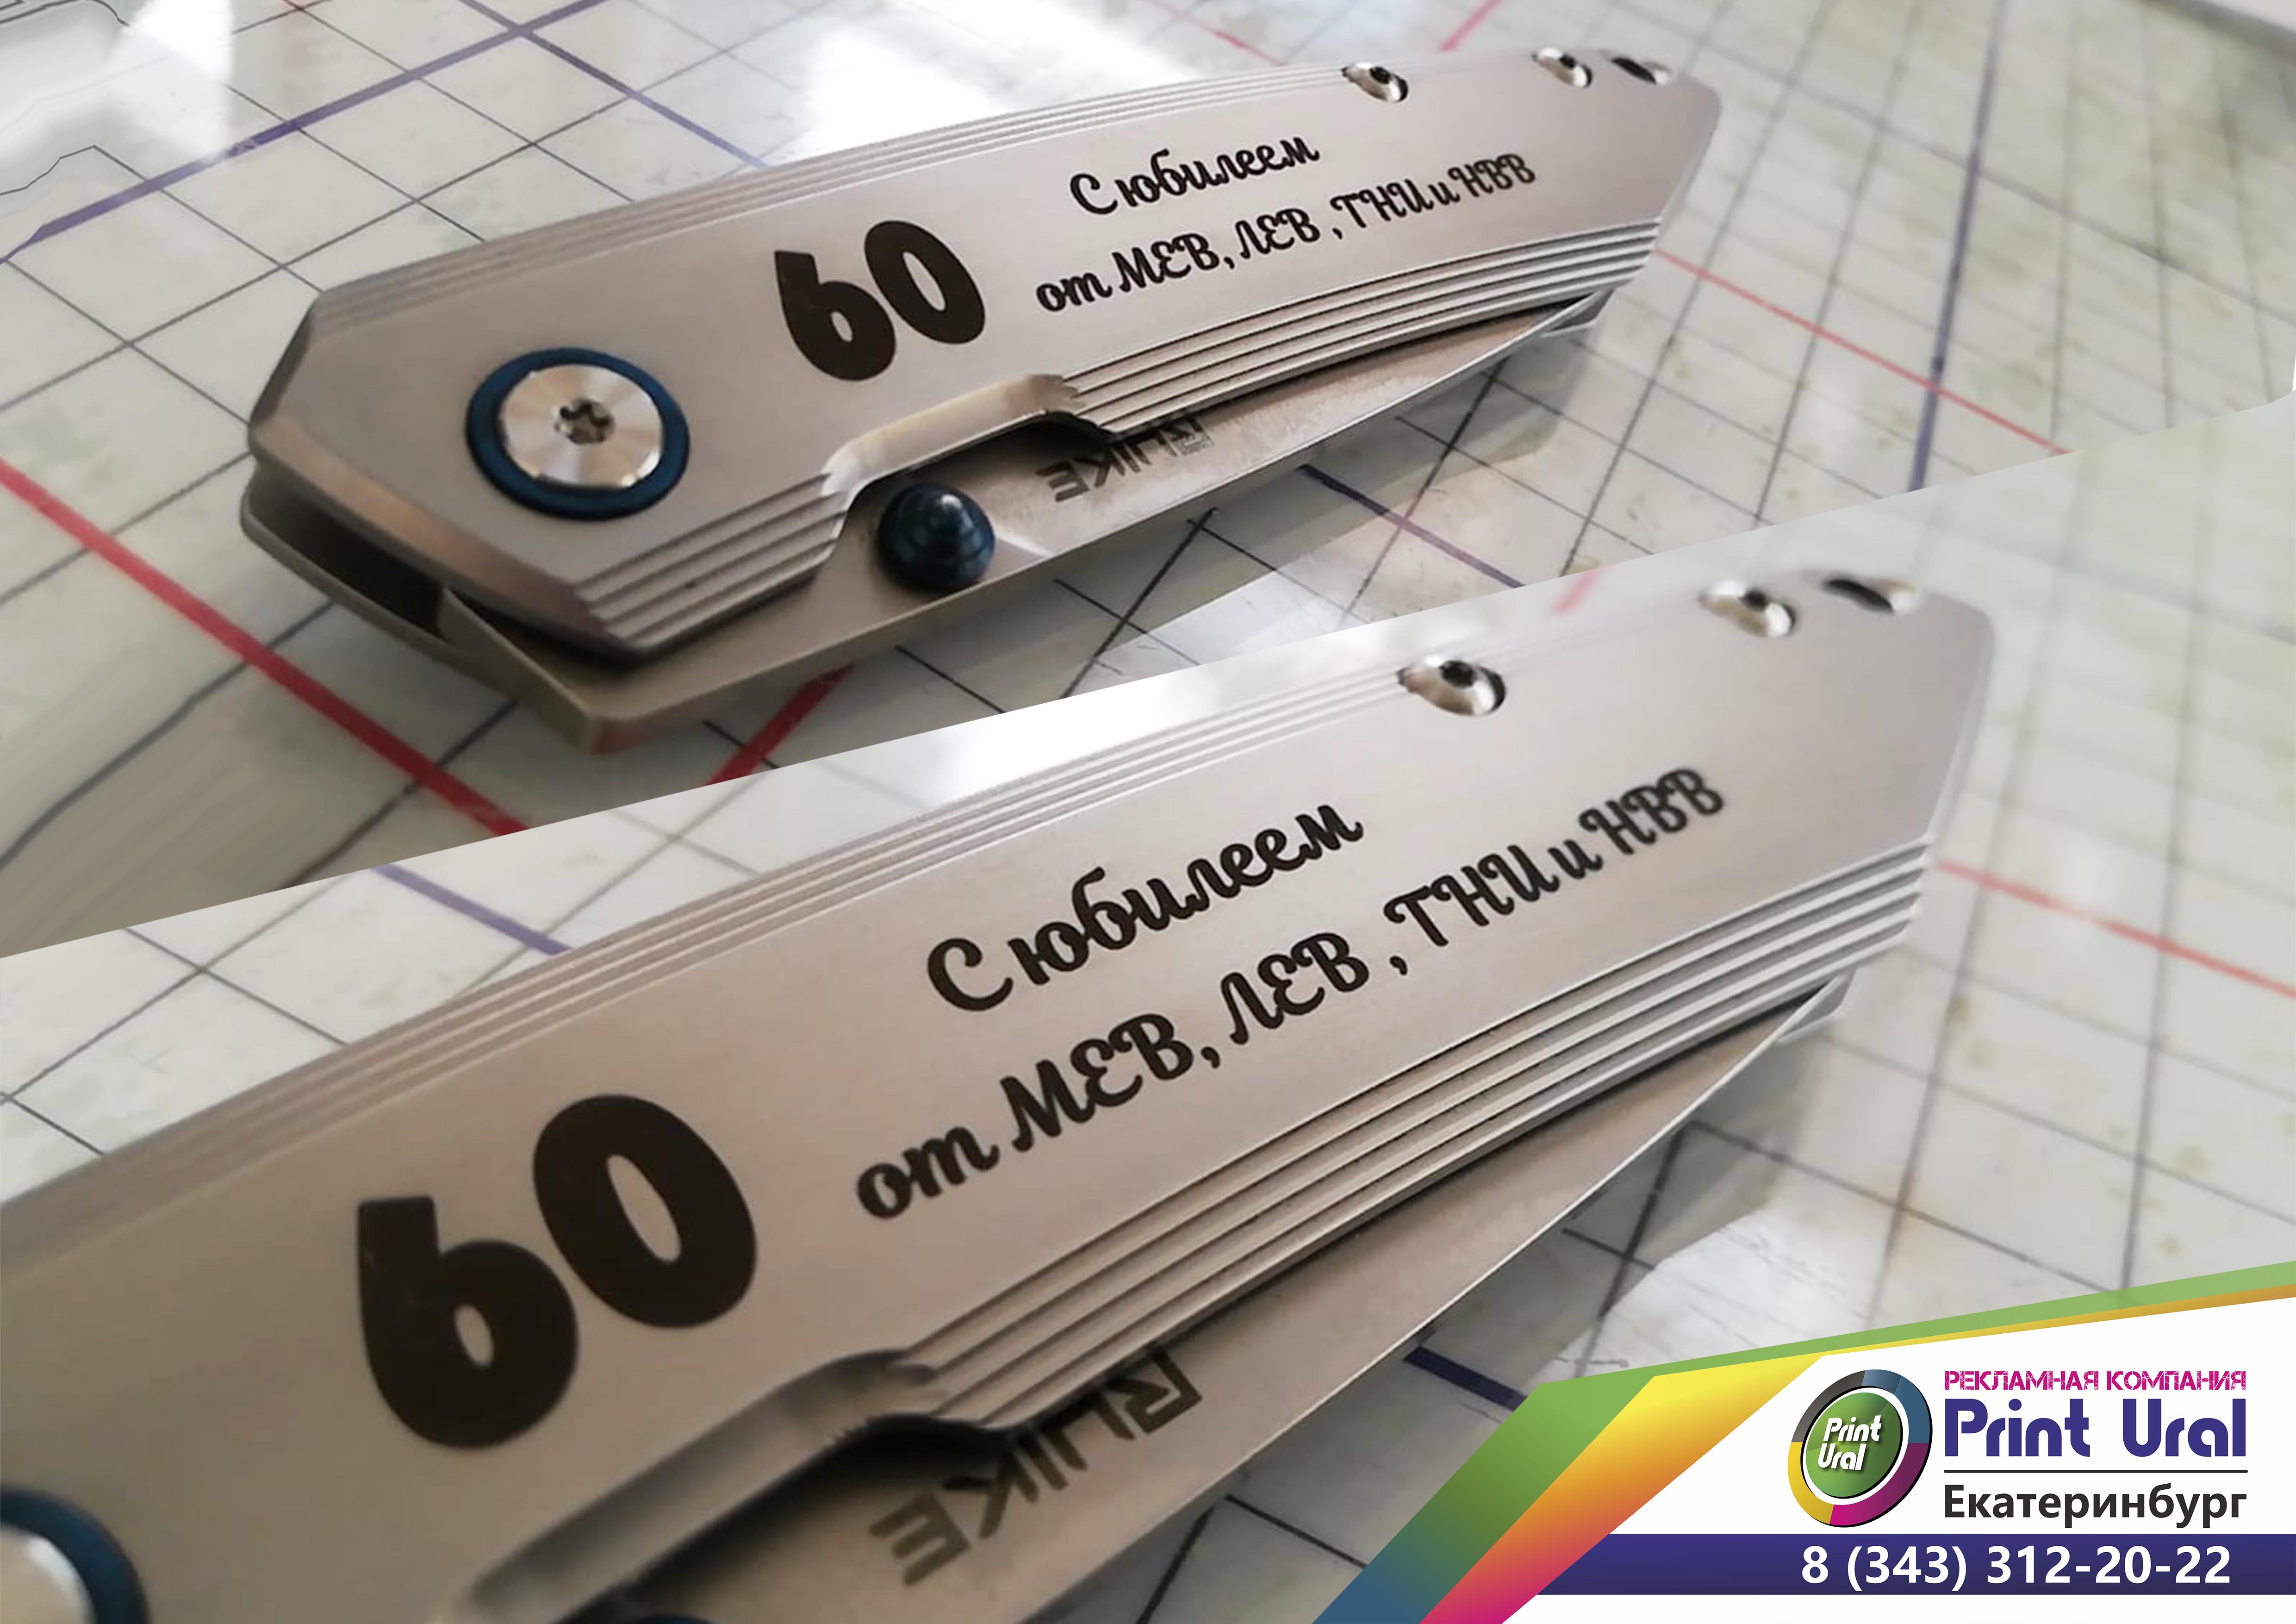 60
С юбилеем
от МЕВ, ЛЕВ , ТНИ и НВВ
RUIKE
60
С юбилеем
от МЕВ, ЛЕВ , ТНИ и НВВ
RUIKE
Print
Ural
РЕКЛАМНАЯ КОМПАНИЯ
Print Ural
Екатеринбург
8 (343) 312-20-22